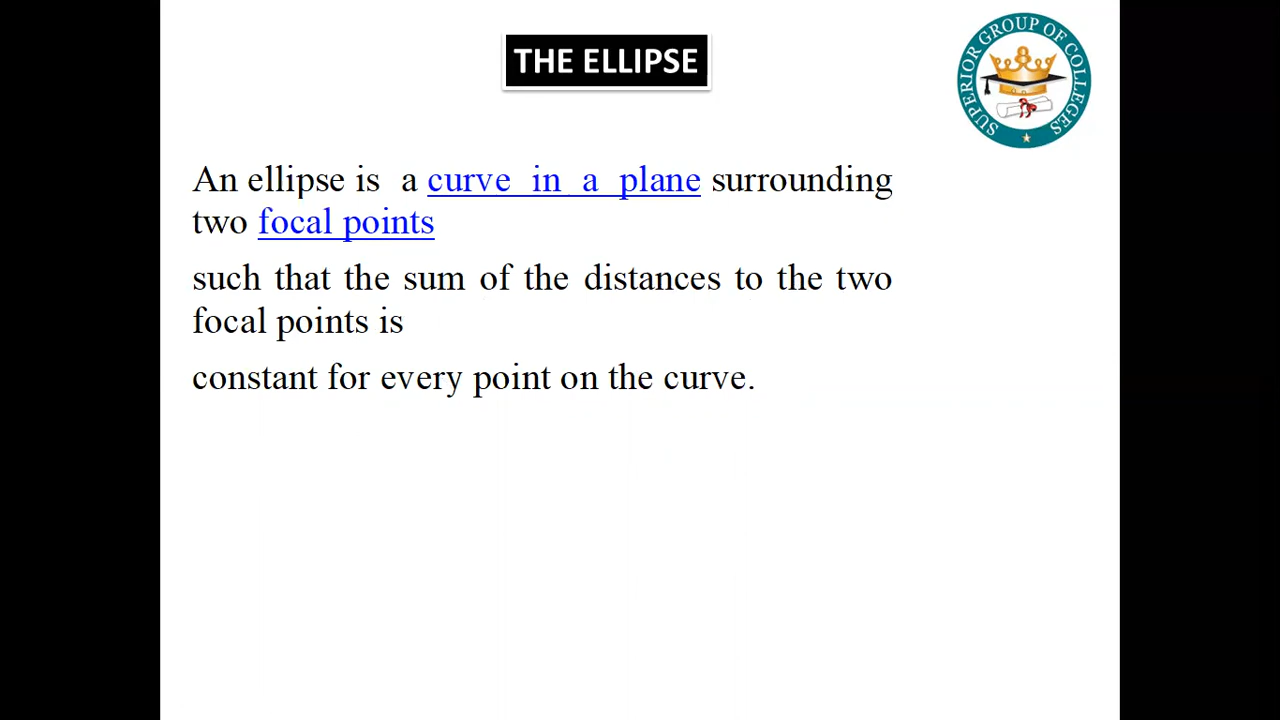 THE ELLIPSE
SUPERIOR GROUP OF COLLEGES
An ellipse is a curve in a plane surrounding
two focal points
such that the sum of the distances to the two
focal points is
constant for every point on the curve.